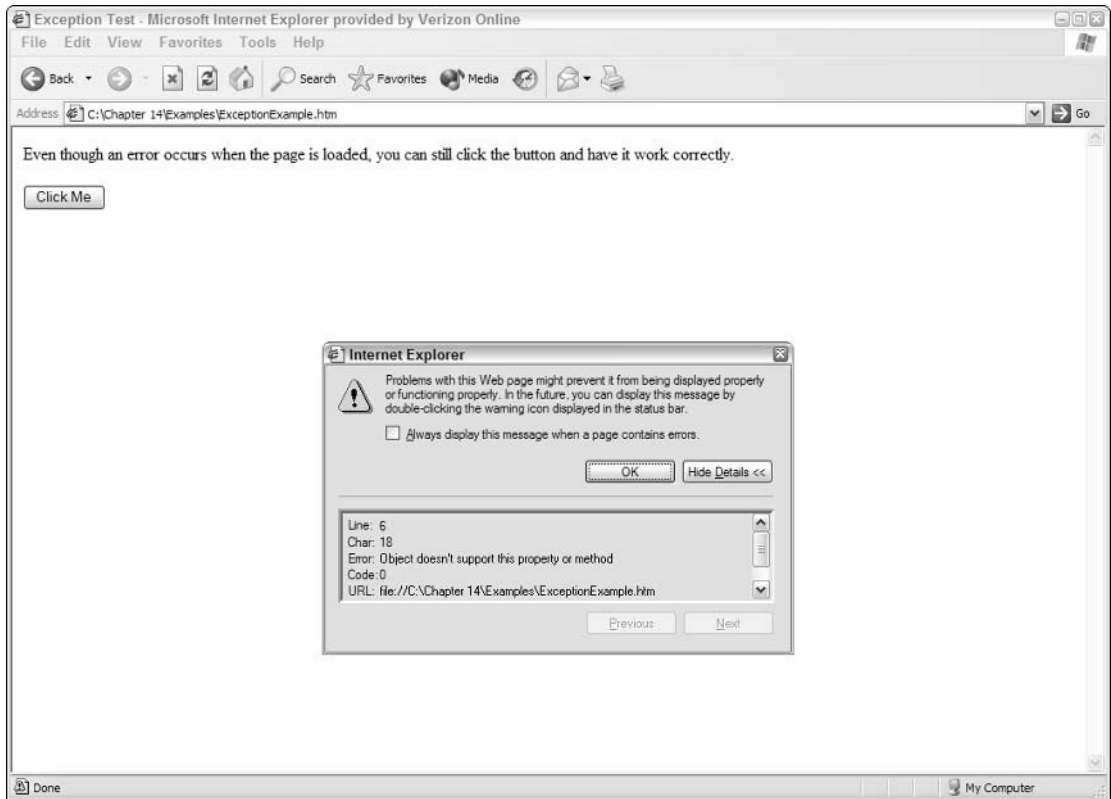 Exception Test - Microsoft Internet Explorer provided by Verizon Online
File Edit View Favorites Tools Help
Back Search Favorites Media
Address C:\Chapter 14\Examples\ExceptionExample.htm Go
Even though an error occurs when the page is loaded, you can still click the button and have it work correctly.
Click Me
Internet Explorer
Problems with this Web page might prevent it from being displayed properly
or functioning properly. In the future, you can display this message by
double-clicking the warning icon displayed in the status bar.
Always display this message when a page contains errors.
OK Hide Details <<
Line: 6
Char: 18
Error: Object doesn't support this property or method
Code:0
URL: file://C:\Chapter 14\Examples\ExceptionExample.htm
Previous Next
Done My Computer